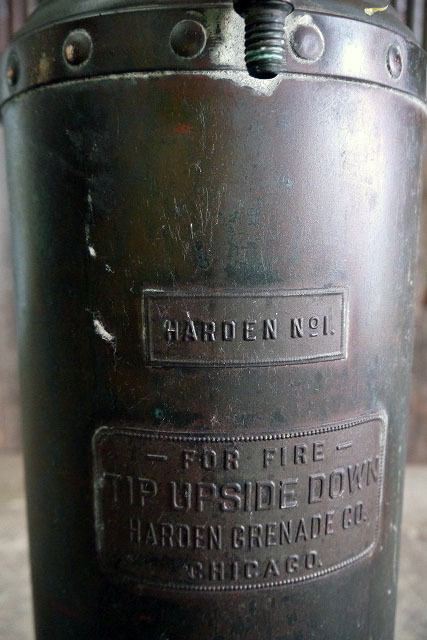 HARDEN Nº1.
— FOR FIRE —
TIP UPSIDE DOWN
HARDEN GRENADE CO.
CHICAGO.